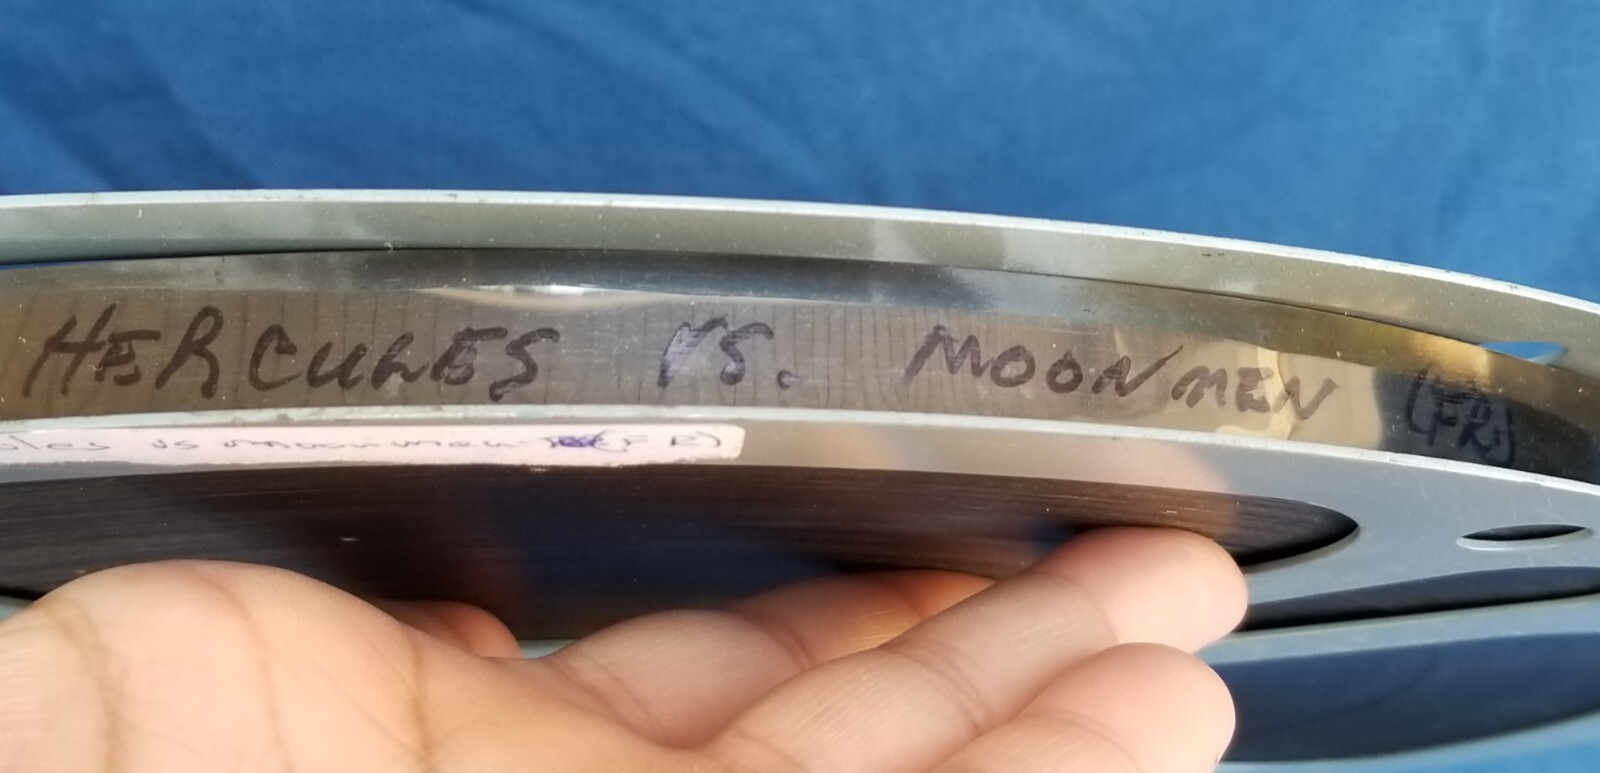 HERCULES VS. MOONMEN (FR)
vs moonmen (FR)